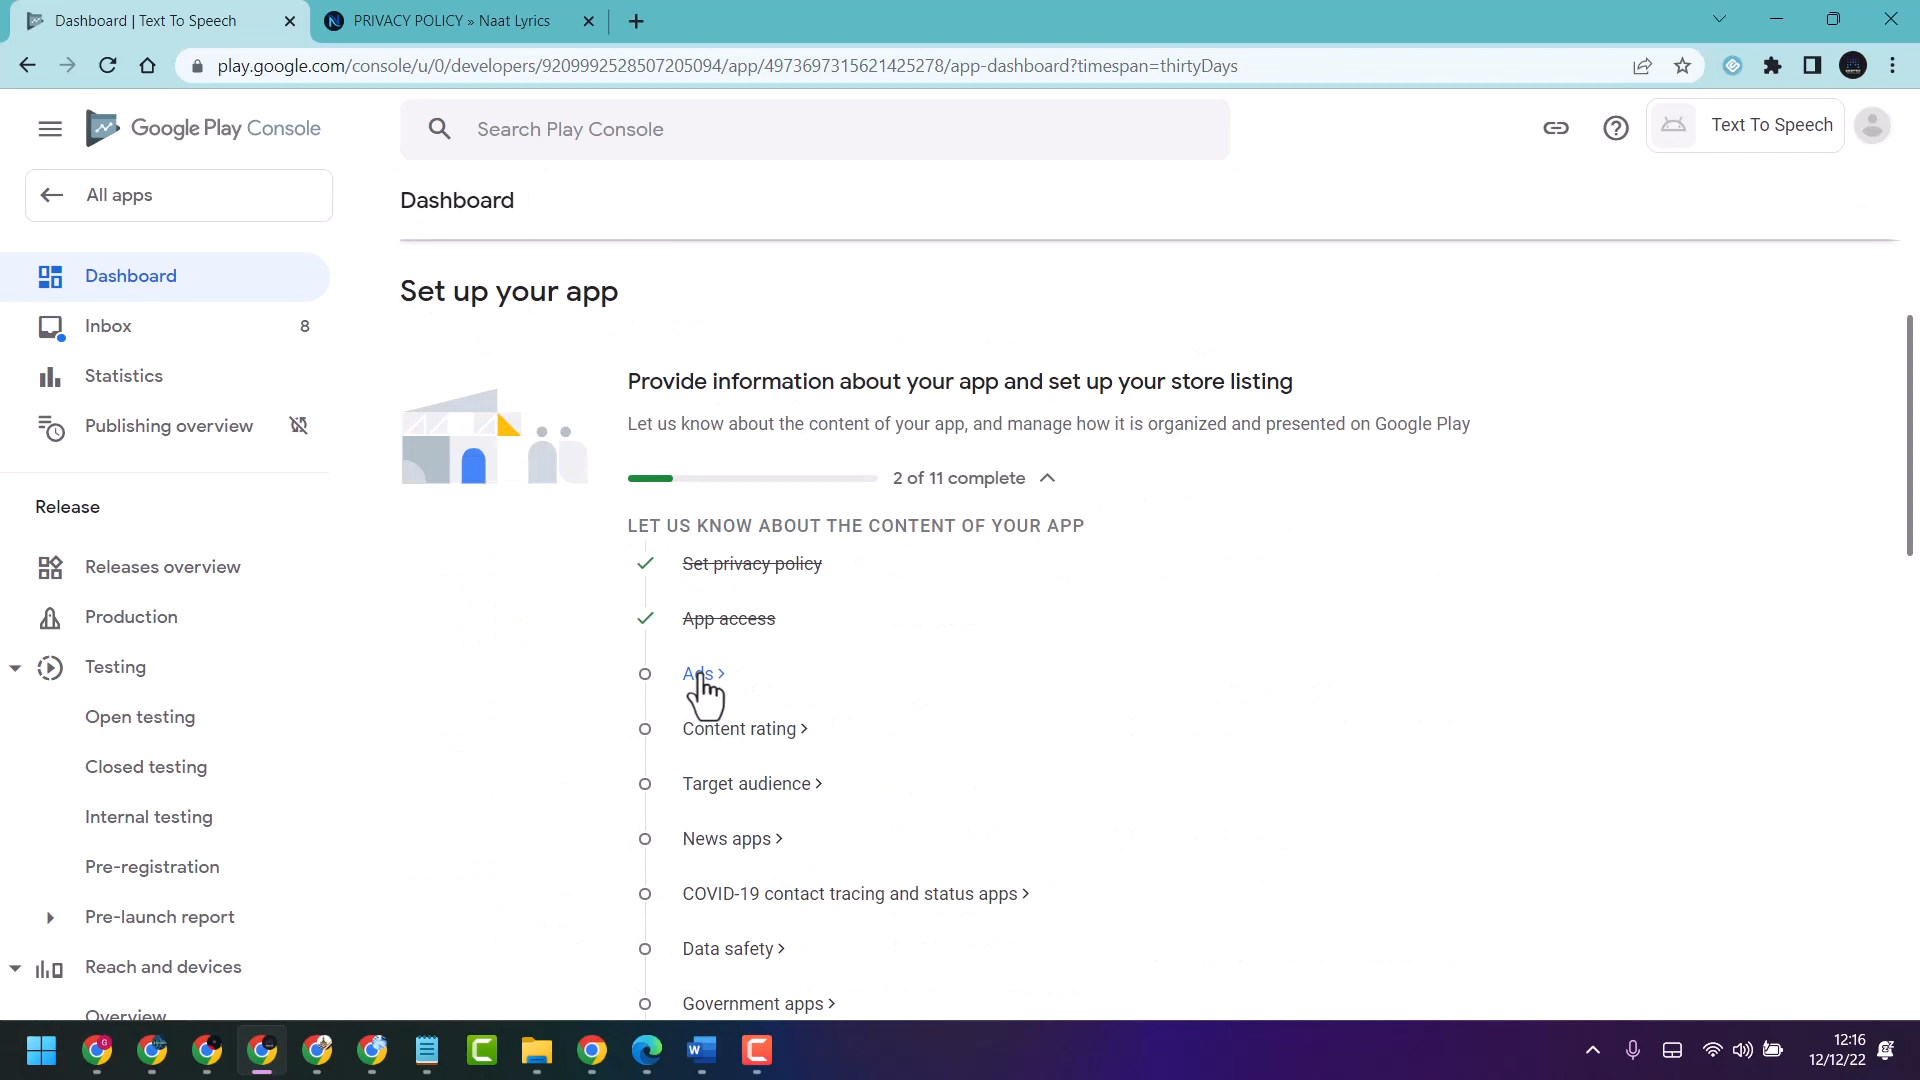 Dashboard | Text To Speech
PRIVACY POLICY » Naat Lyrics
play.google.com/console/u/0/developers/9209992528507205094/app/4973697315621425278/app-dashboard?timespan=thirtyDays
Google Play Console
Search Play Console
Text To Speech
All apps
Dashboard
Dashboard
Inbox 8
Statistics
Publishing overview
Release
Releases overview
Production
Testing
Open testing
Closed testing
Internal testing
Pre-registration
Pre-launch report
Reach and devices
Overview
Set up your app
Provide information about your app and set up your store listing
Let us know about the content of your app, and manage how it is organized and presented on Google Play
2 of 11 complete
LET US KNOW ABOUT THE CONTENT OF YOUR APP
Set privacy policy
App access
Ads
Content rating
Target audience
News apps
COVID-19 contact tracing and status apps
Data safety
Government apps
12:16
12/12/22